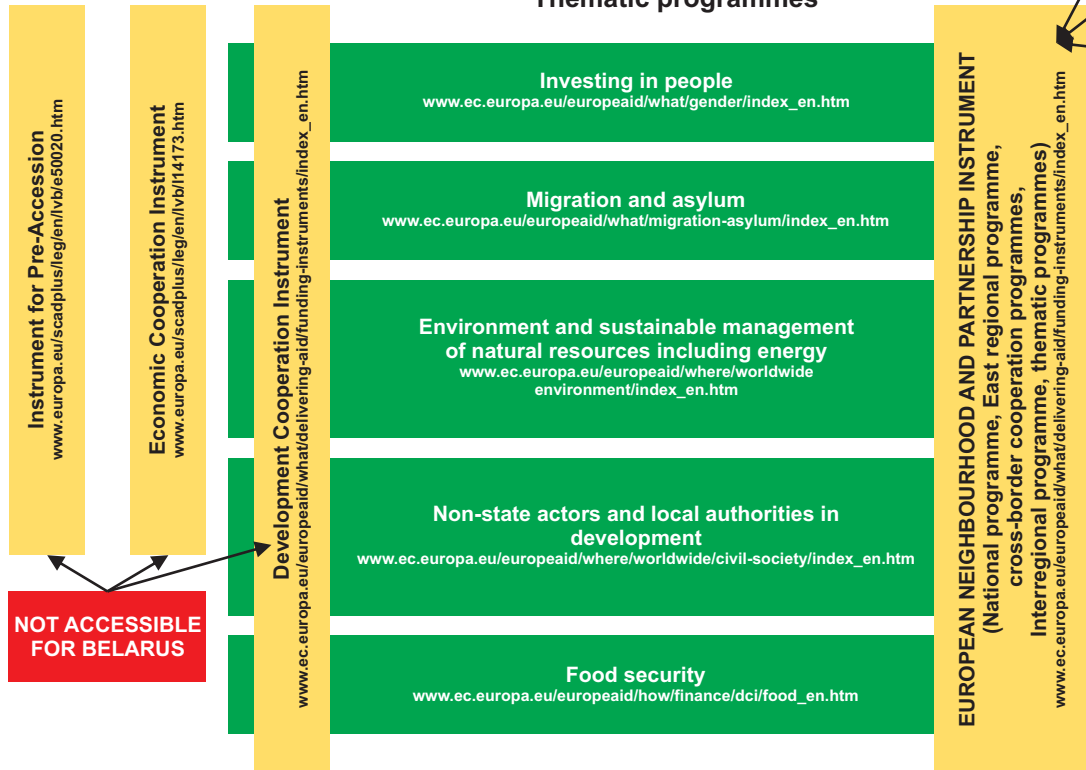 Thematic programmes
Instrument for Pre-Accession
www.europa.eu/scadplus/leg/en/lvb/e50020.htm
Economic Cooperation Instrument
www.europa.eu/scadplus/leg/en/lvb/l14173.htm
Development Cooperation Instrument
www.ec.europa.eu/europeaid/what/delivering-aid/funding-instruments/index_en.htm
Investing in people
www.ec.europa.eu/europeaid/what/gender/index_en.htm
Migration and asylum
www.ec.europa.eu/europeaid/what/migration-asylum/index_en.htm
Environment and sustainable management
of natural resources including energy
www.ec.europa.eu/europeaid/where/worldwide
environment/index_en.htm
Non-state actors and local authorities in
development
www.ec.europa.eu/europeaid/where/worldwide/civil-society/index_en.htm
Food security
www.ec.europa.eu/europeaid/how/finance/dci/food_en.htm
EUROPEAN NEIGHBOURHOOD AND PARTNERSHIP INSTRUMENT
(National programme, East regional programme,
cross-border cooperation programmes,
Interregional programme, thematic programmes)
www.ec.europa.eu/europeaid/what/delivering-aid/funding-instruments/index_en.htm
NOT ACCESSIBLE
FOR BELARUS